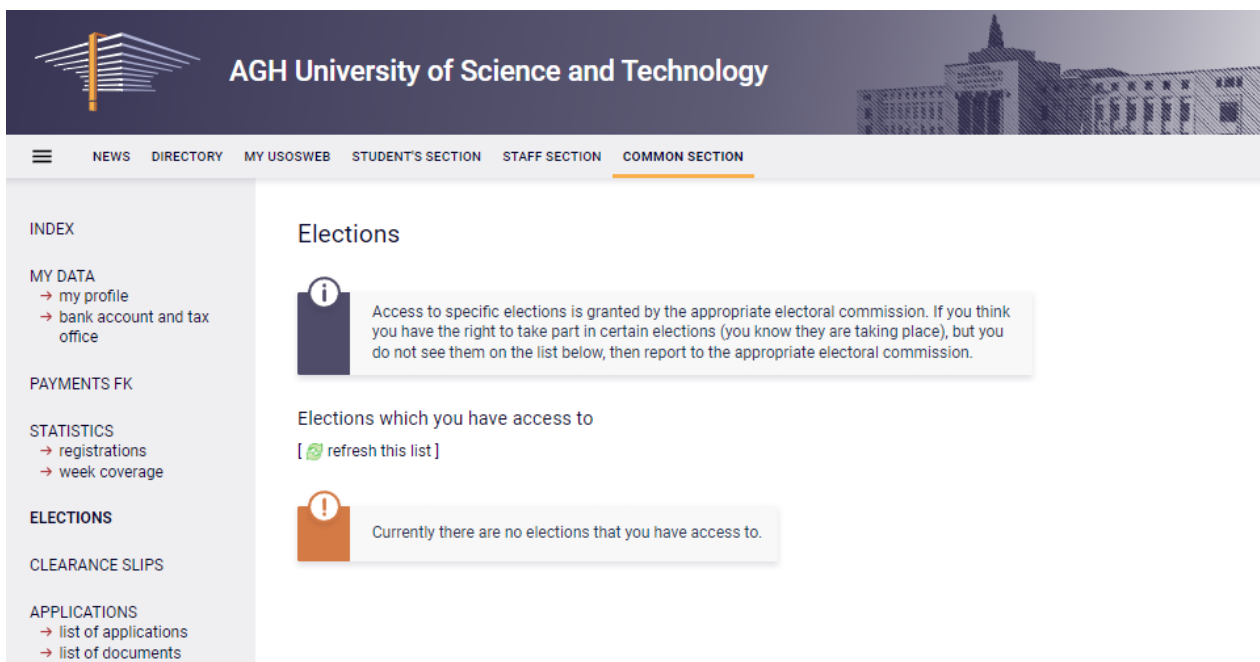 AGH University of Science and Technology
NEWS DIRECTORY MY USOSWEB STUDENT'S SECTION STAFF SECTION COMMON SECTION
INDEX
MY DATA
→ my profile
→ bank account and tax
office
PAYMENTS FK
STATISTICS
→ registrations
→ week coverage
ELECTIONS
CLEARANCE SLIPS
APPLICATIONS
→ list of applications
→ list of documents
Elections
Access to specific elections is granted by the appropriate electoral commission. If you think
you have the right to take part in certain elections (you know they are taking place), but you
do not see them on the list below, then report to the appropriate electoral commission.
Elections which you have access to
[ refresh this list ]
Currently there are no elections that you have access to.